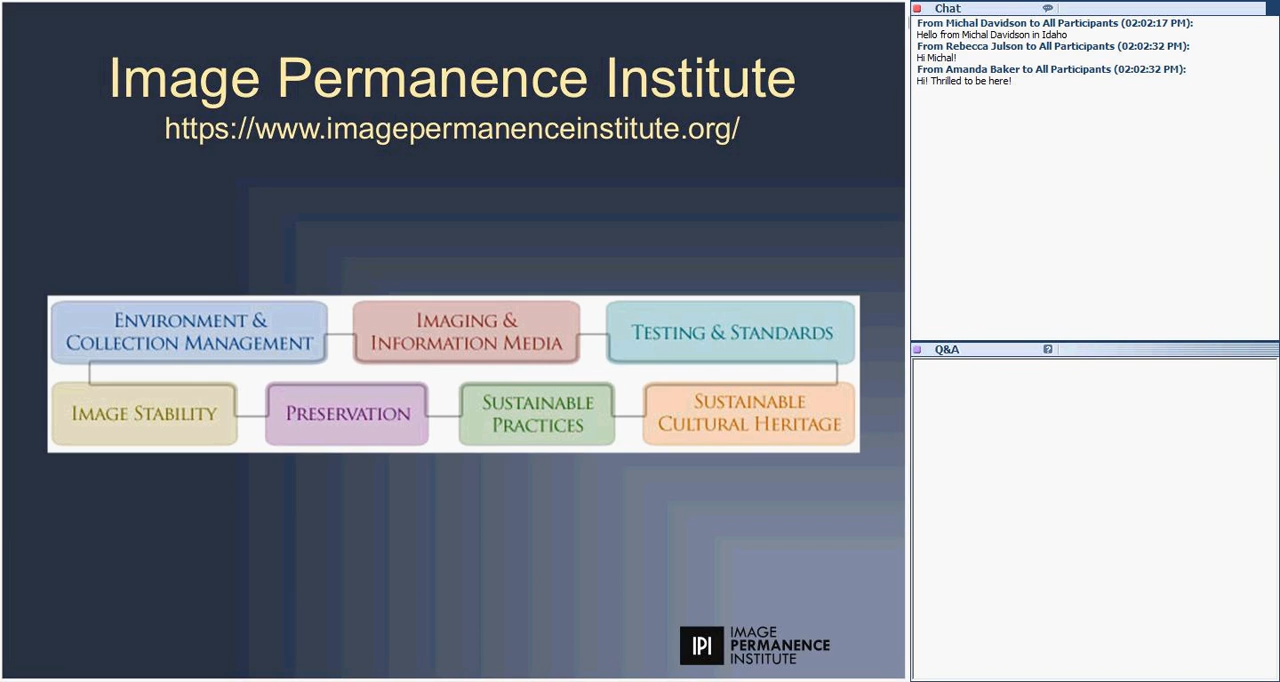 Image Permanence Institute
https://www.imagepermanenceinstitute.org/
ENVIRONMENT &
COLLECTION MANAGEMENT
IMAGING &
INFORMATION MEDIA
TESTING & STANDARDS
IMAGE STABILITY
PRESERVATION
SUSTAINABLE
PRACTICES
SUSTAINABLE
CULTURAL HERITAGE
IPI
IMAGE
PERMANENCE
INSTITUTE
Chat
From Michal Davidson to All Participants (02:02:17 PM):
Hello from Michal Davidson in Idaho
From Rebecca Julson to All Participants (02:02:32 PM):
Hi Michal!
From Amanda Baker to All Participants (02:02:32 PM):
Hi! Thrilled to be here!
Q&A
?